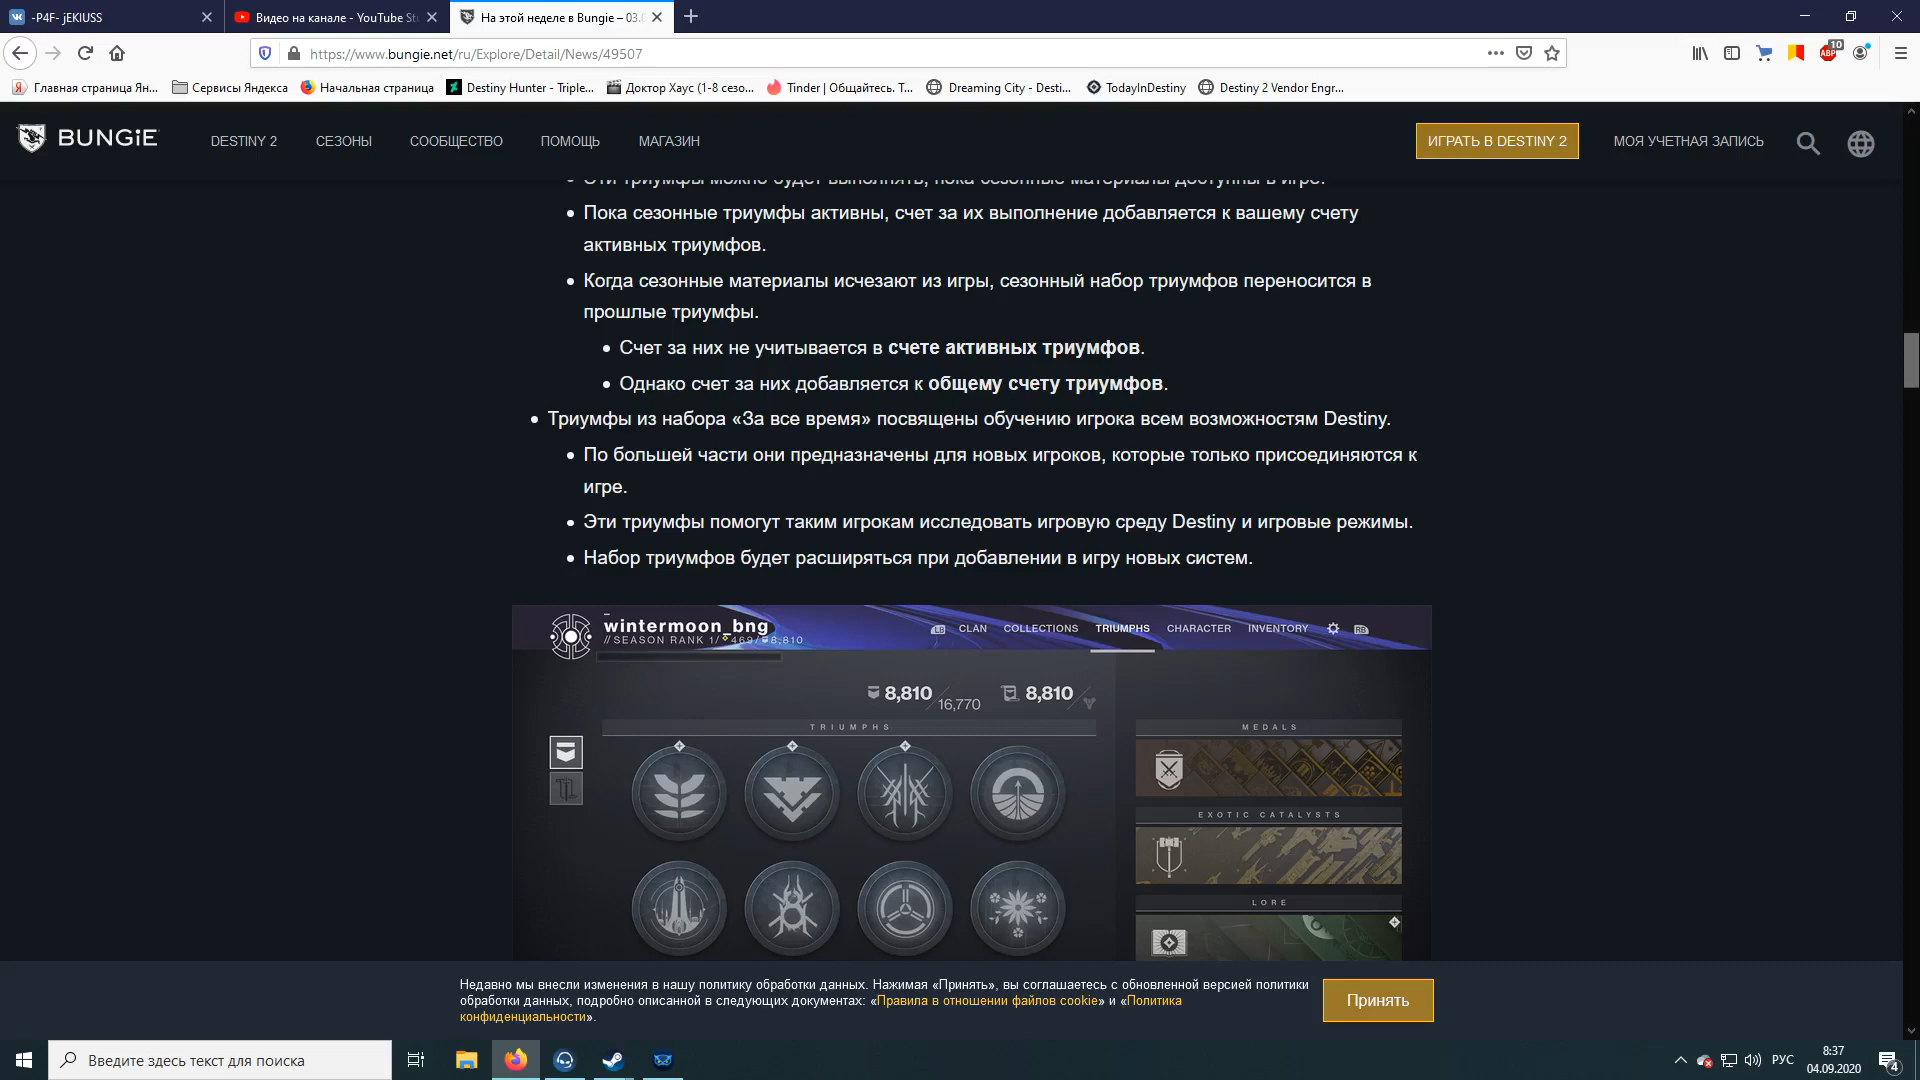 -P4F- jEKIUSS
Видео на канале - YouTube St
На этой неделе в Bungie – 03.
https://www.bungie.net/ru/Explore/Detail/News/49507
10
ABP
Главная страница Ян...
Сервисы Яндекса
Начальная страница
Destiny Hunter - Triple...
Доктор Хаус (1-8 сезо...
Tinder | Общайтесь. Т...
Dreaming City - Desti...
TodayInDestiny
Destiny 2 Vendor Engr...
BUNGiE
DESTINY 2
СЕЗОНЫ
СООБЩЕСТВО
ПОМОЩЬ
МАГАЗИН
ИГРАТЬ В DESTINY 2
МОЯ УЧЕТНАЯ ЗАПИСЬ
Эти триумфы можно будет выполнять, пока сезонные материалы доступны в игре.
Пока сезонные триумфы активны, счет за их выполнение добавляется к вашему счету
активных триумфов.
Когда сезонные материалы исчезают из игры, сезонный набор триумфов переносится в
прошлые триумфы.
Счет за них не учитывается в счете активных триумфов.
Однако счет за них добавляется к общему счету триумфов.
Триумфы из набора «За все время» посвящены обучению игрока всем возможностям Destiny.
По большей части они предназначены для новых игроков, которые только присоединяются к
игре.
Эти триумфы помогут таким игрокам исследовать игровую среду Destiny и игровые режимы.
Набор триумфов будет расширяться при добавлении в игру новых систем.
wintermoon_bng
//SEASON RANK 1/ 469/ 8,810
LB
CLAN
COLLECTIONS
TRIUMPHS
CHARACTER
INVENTORY
RB
8,810
/16,770
8,810
TRIUMPHS
MEDALS
EXOTIC CATALYSTS
LORE
Недавно мы внесли изменения в нашу политику обработки данных. Нажимая «Принять», вы соглашаетесь с обновленной версией политики
обработки данных, подробно описанной в следующих документах: «Правила в отношении файлов cookie» и «Политика
конфиденциальности».
Принять
Введите здесь текст для поиска
РУС
8:37
04.09.2020
4